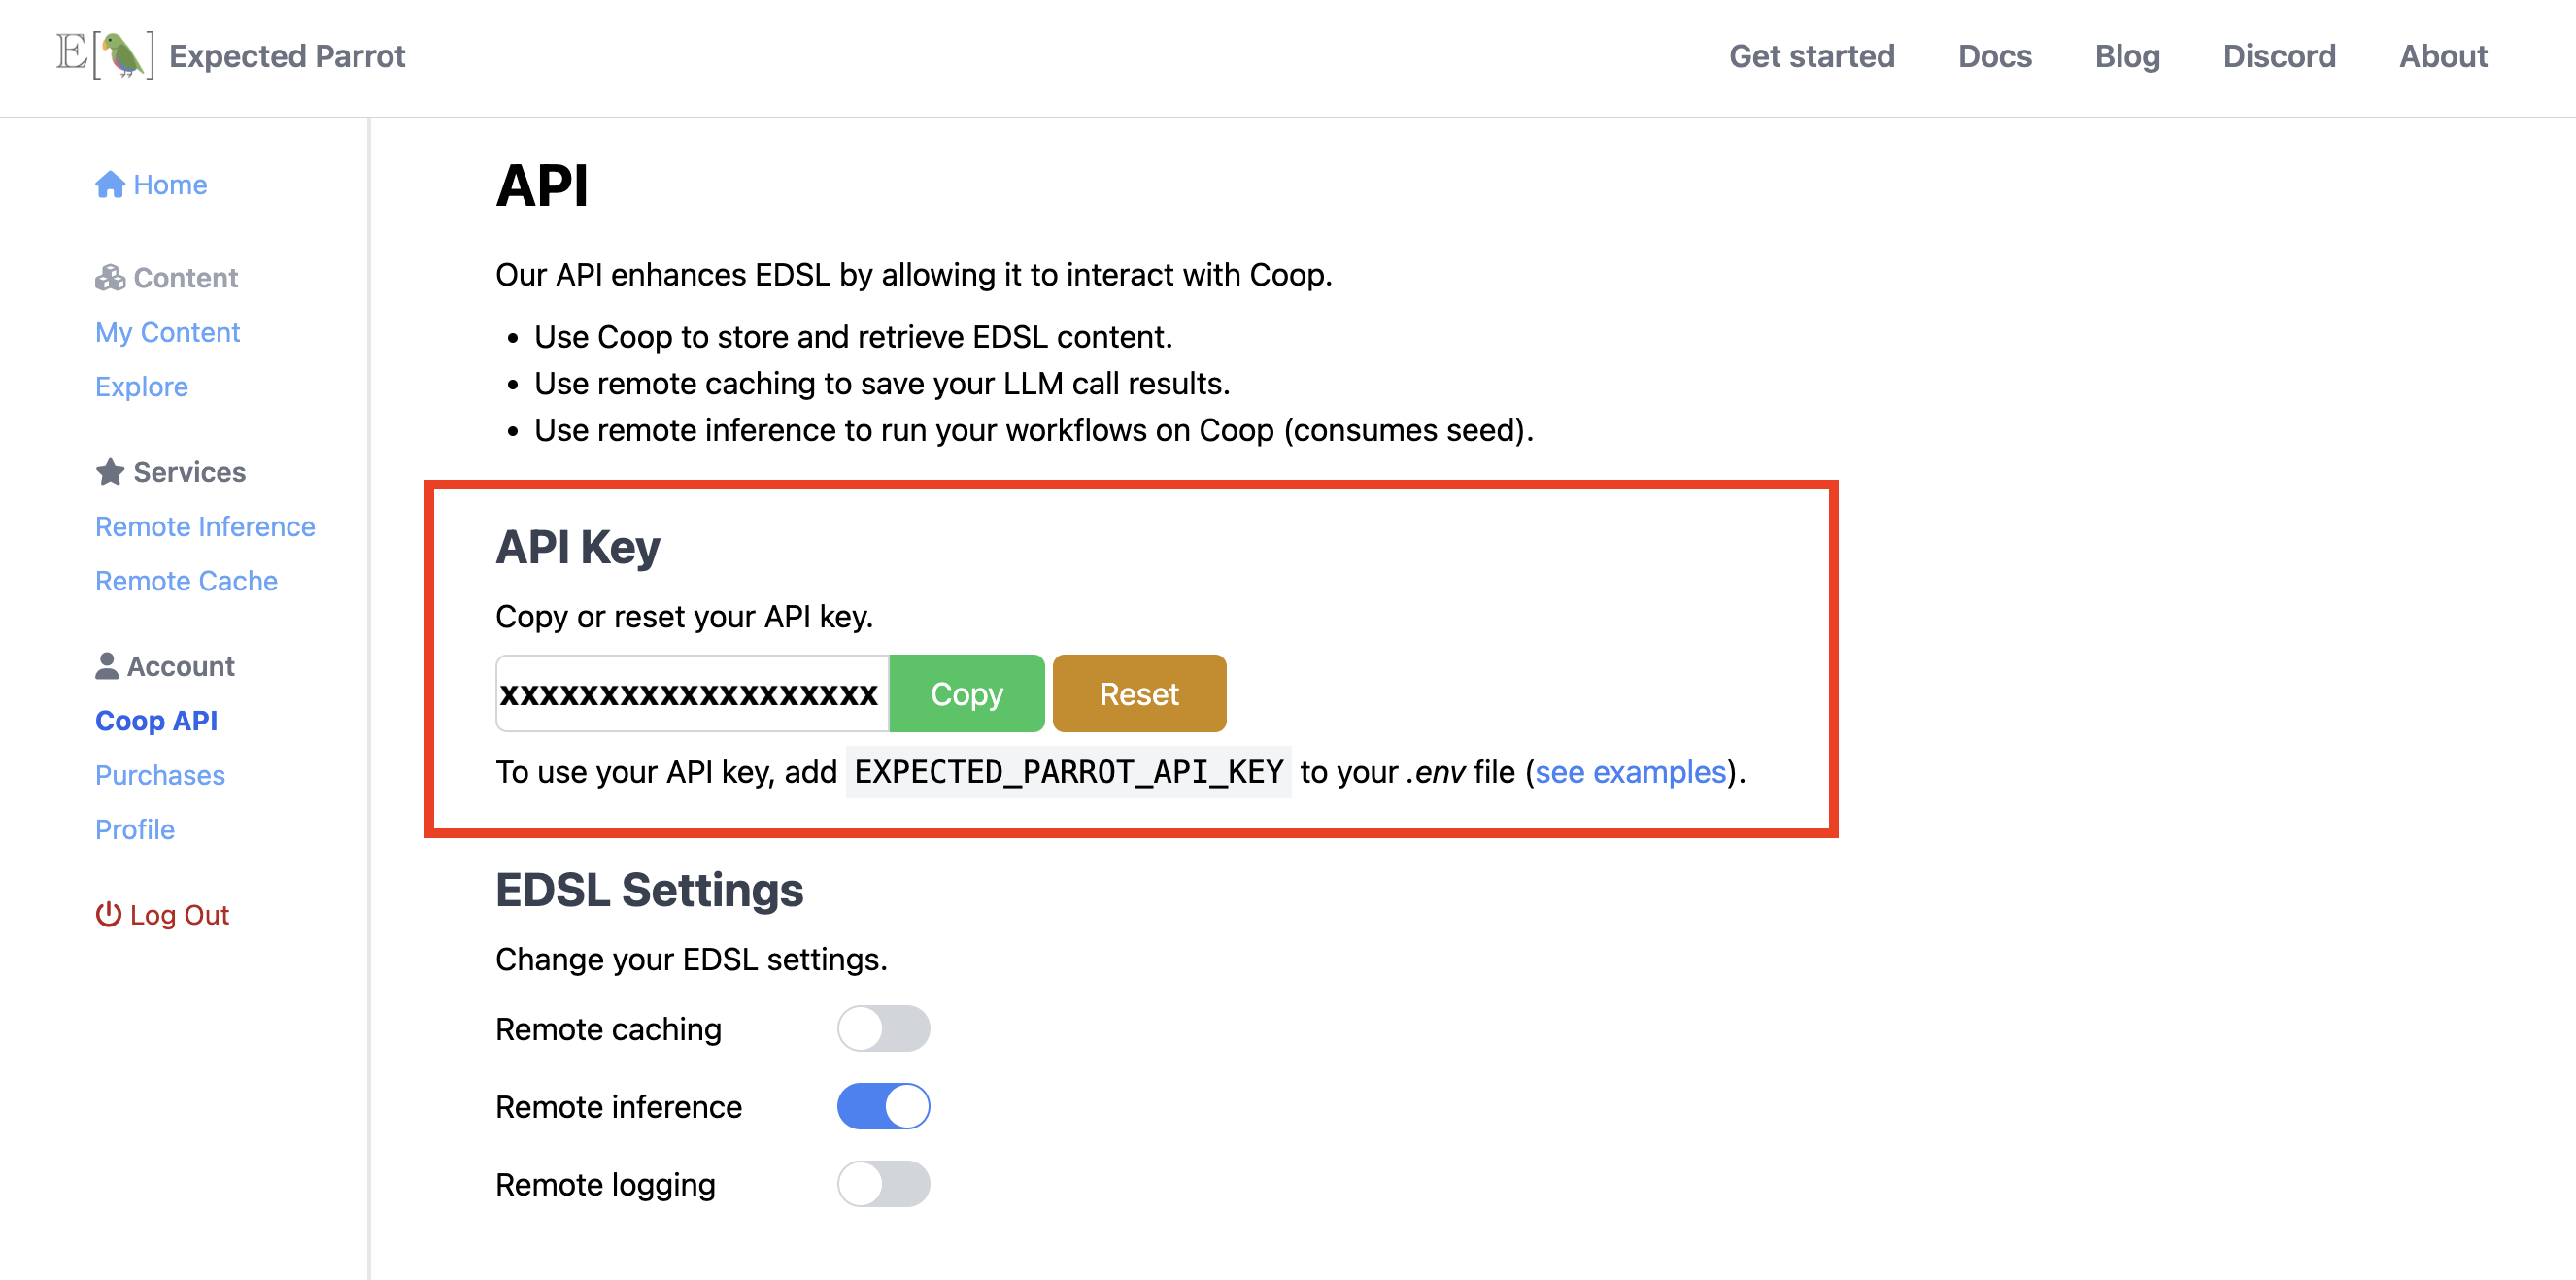 E[] Expected Parrot
Get started Docs Blog Discord About
Home
Content
My Content
Explore
Services
Remote Inference
Remote Cache
Account
Coop API
Purchases
Profile
Log Out
API
Our API enhances EDSL by allowing it to interact with Coop.
• Use Coop to store and retrieve EDSL content.
• Use remote caching to save your LLM call results.
• Use remote inference to run your workflows on Coop (consumes seed).
API Key
Copy or reset your API key.
xxxxxxxxxxxxxxxxxxx Copy Reset
To use your API key, add EXPECTED_PARROT_API_KEY to your .env file (see examples).
EDSL Settings
Change your EDSL settings.
Remote caching
Remote inference
Remote logging